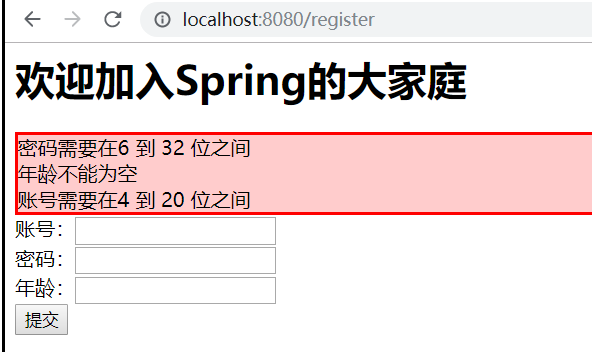 localhost:8080/register
欢迎加入Spring的大家庭
密码需要在6 到 32 位之间
年龄不能为空
账号需要在4 到 20 位之间
账号：
密码：
年龄：
提交